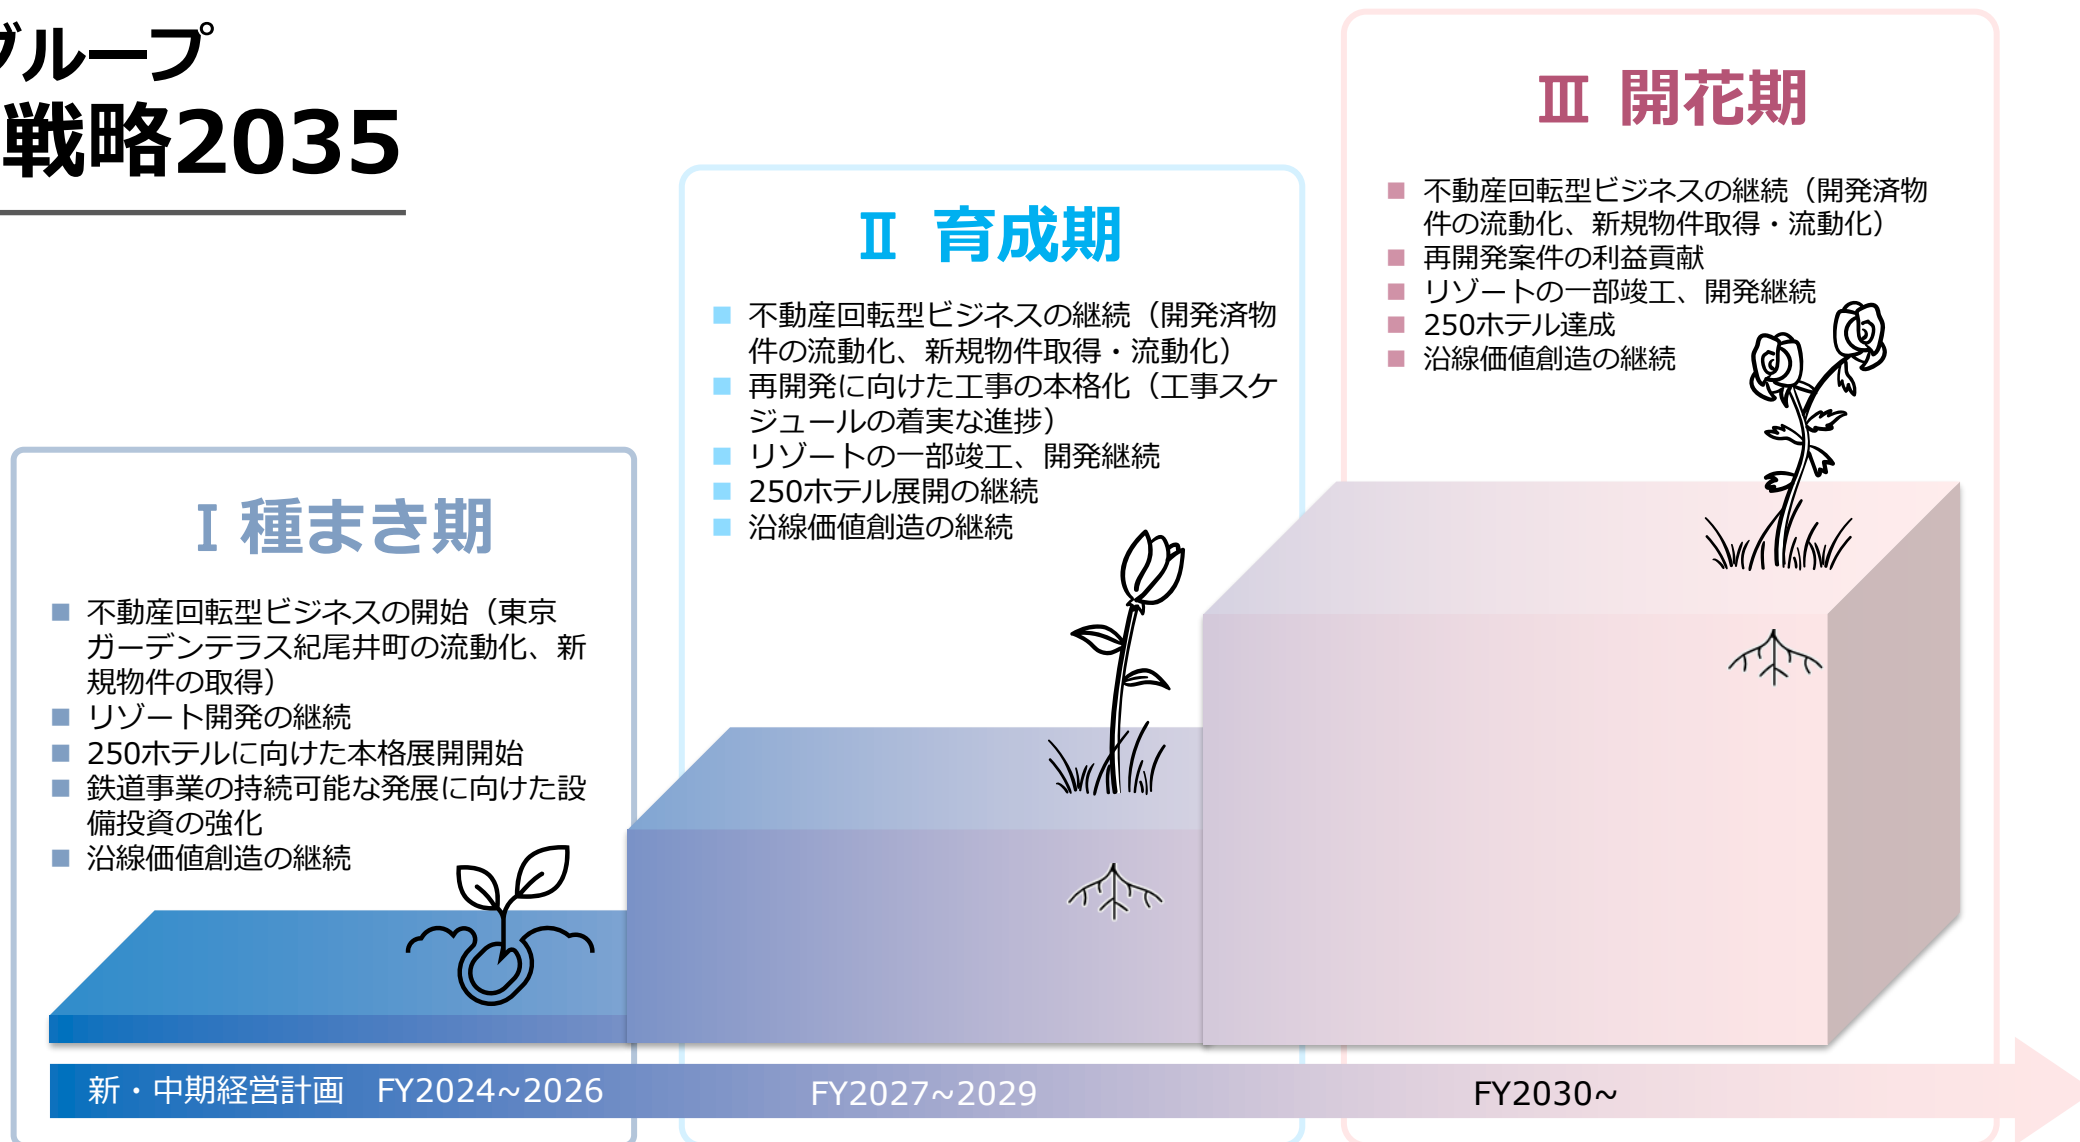 グループ
戦略2035
Ⅰ 種まき期
■ 不動産回転型ビジネスの開始（東京
ガーデンテラス紀尾井町の流動化、新
規物件の取得）
■ リゾート開発の継続
■ 250ホテルに向けた本格展開開始
■ 鉄道事業の持続可能な発展に向けた設
備投資の強化
■ 沿線価値創造の継続
Ⅱ 育成期
■ 不動産回転型ビジネスの継続（開発済物
件の流動化、新規物件取得・流動化）
■ 再開発に向けた工事の本格化（工事スケ
ジュールの着実な進捗）
■ リゾートの一部竣工、開発継続
■ 250ホテル展開の継続
■ 沿線価値創造の継続
Ⅲ 開花期
■ 不動産回転型ビジネスの継続（開発済物
件の流動化、新規物件取得・流動化）
■ 再開発案件の利益貢献
■ リゾートの一部竣工、開発継続
■ 250ホテル達成
■ 沿線価値創造の継続
新・中期経営計画 FY2024~2026
FY2027~2029
FY2030~